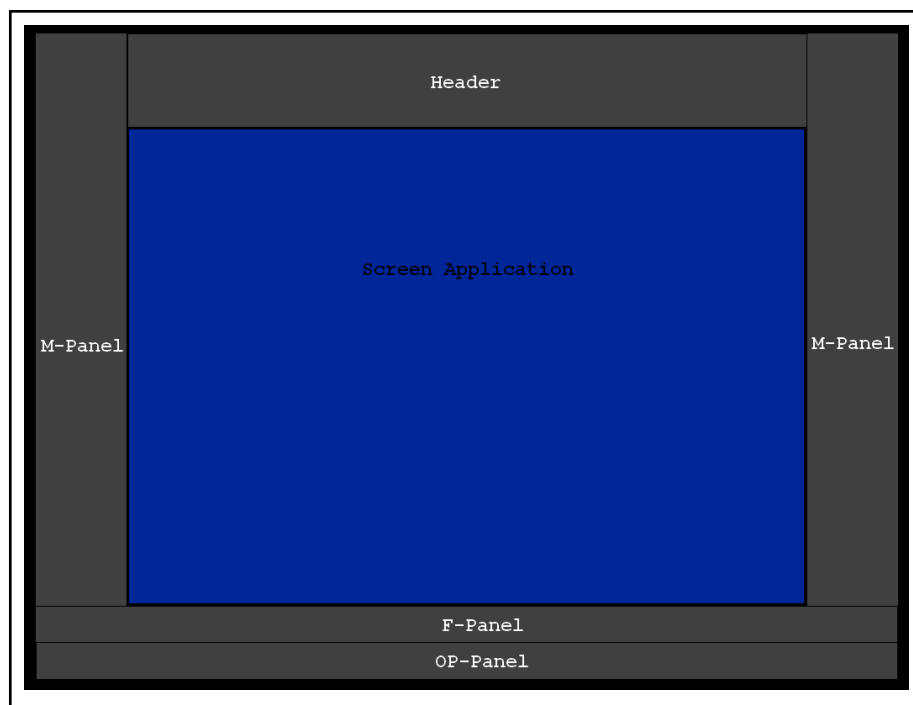 Header
Screen Application
M-Panel
M-Panel
F-Panel
OP-Panel